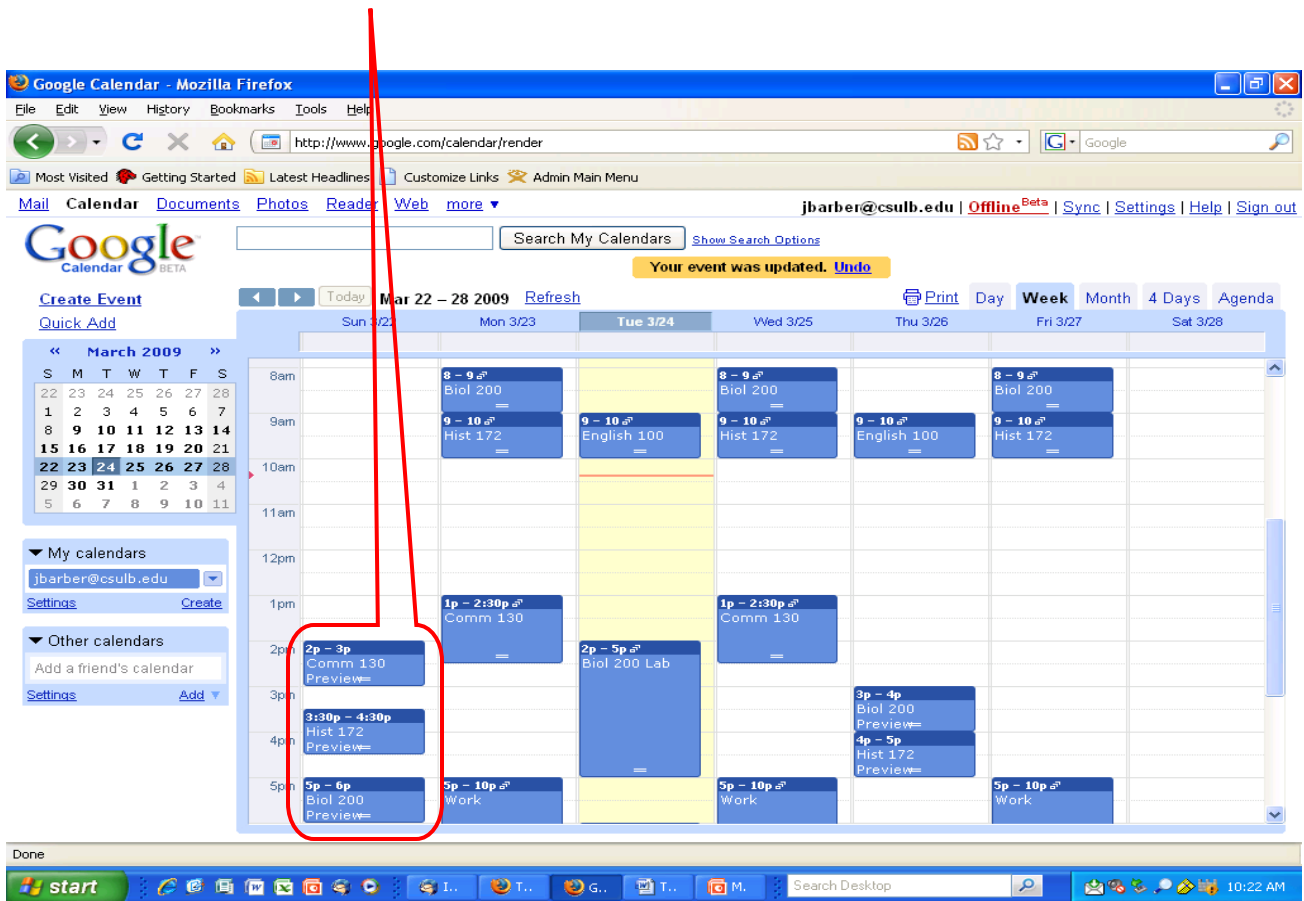 Google Calendar - Mozilla Firefox
File Edit View History Bookmarks Tools Help
http://www.google.com/calendar/render
G Google
Most Visited Getting Started Latest Headlines Customize Links Admin Main Menu
Mail Calendar Documents Photos Reader Web more ▼
jbarber@csulb.edu | Offline Beta | Sync | Settings | Help | Sign out
Google
Calendar BETA
Search My Calendars Show Search Options
Your event was updated. Undo
Create Event
Quick Add
Today Mar 22 – 28 2009 Refresh
Print Day Week Month 4 Days Agenda
Sun 3/22 Mon 3/23 Tue 3/24 Wed 3/25 Thu 3/26 Fri 3/27 Sat 3/28
« March 2009 »
S M T W T F S
22 23 24 25 26 27 28
1 2 3 4 5 6 7
8 9 10 11 12 13 14
15 16 17 18 19 20 21
22 23 24 25 26 27 28
29 30 31 1 2 3 4
5 6 7 8 9 10 11
My calendars
jbarber@csulb.edu
Settings Create
Other calendars
Add a friend's calendar
Settings Add ▼
8am
9am
10am
11am
12pm
1pm
2pm
3pm
4pm
5pm
2p – 3p
Comm 130
Preview
3:30p – 4:30p
Hist 172
Preview
5p – 6p
Biol 200
Preview
8 – 9
Biol 200
9 – 10
Hist 172
1p – 2:30p
Comm 130
5p – 10p
Work
9 – 10
English 100
2p – 5p
Biol 200 Lab
8 – 9
Biol 200
9 – 10
Hist 172
1p – 2:30p
Comm 130
5p – 10p
Work
9 – 10
English 100
3p – 4p
Biol 200
Preview
4p – 5p
Hist 172
Preview
8 – 9
Biol 200
9 – 10
Hist 172
5p – 10p
Work
Done
start I.. T.. G.. T.. M. Search Desktop 10:22 AM